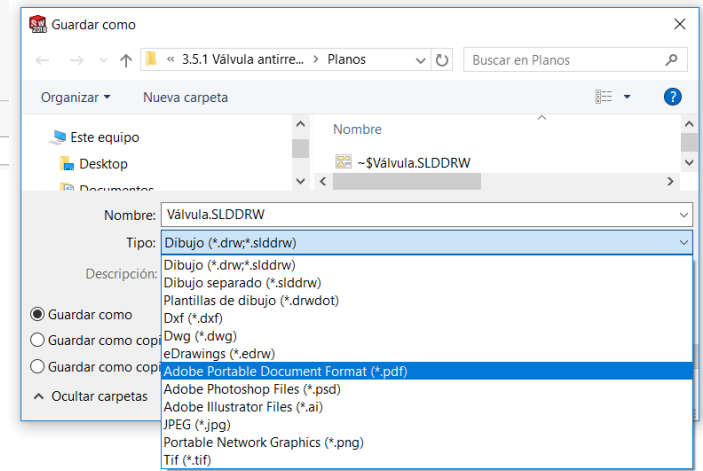 SW
2016
Guardar como
« 3.5.1 Válvula antirre... > Planos
Buscar en Planos
Organizar
Nueva carpeta
?
Este equipo
Desktop
Documentos
Nombre
~$Válvula.SLDDRW
Nombre: Válvula.SLDDRW
Tipo: Dibujo (*.drw;*.slddrw)
Descripción:
Dibujo (*.drw;*.slddrw)
Dibujo separado (*.slddrw)
Plantillas de dibujo (*.drwdot)
Guardar como
Dxf (*.dxf)
Guardar como copi
Dwg (*.dwg)
eDrawings (*.edrw)
Guardar como copi
Adobe Portable Document Format (*.pdf)
Adobe Photoshop Files (*.psd)
Ocultar carpetas
Adobe Illustrator Files (*.ai)
JPEG (*.jpg)
Portable Network Graphics (*.png)
Tif (*.tif)